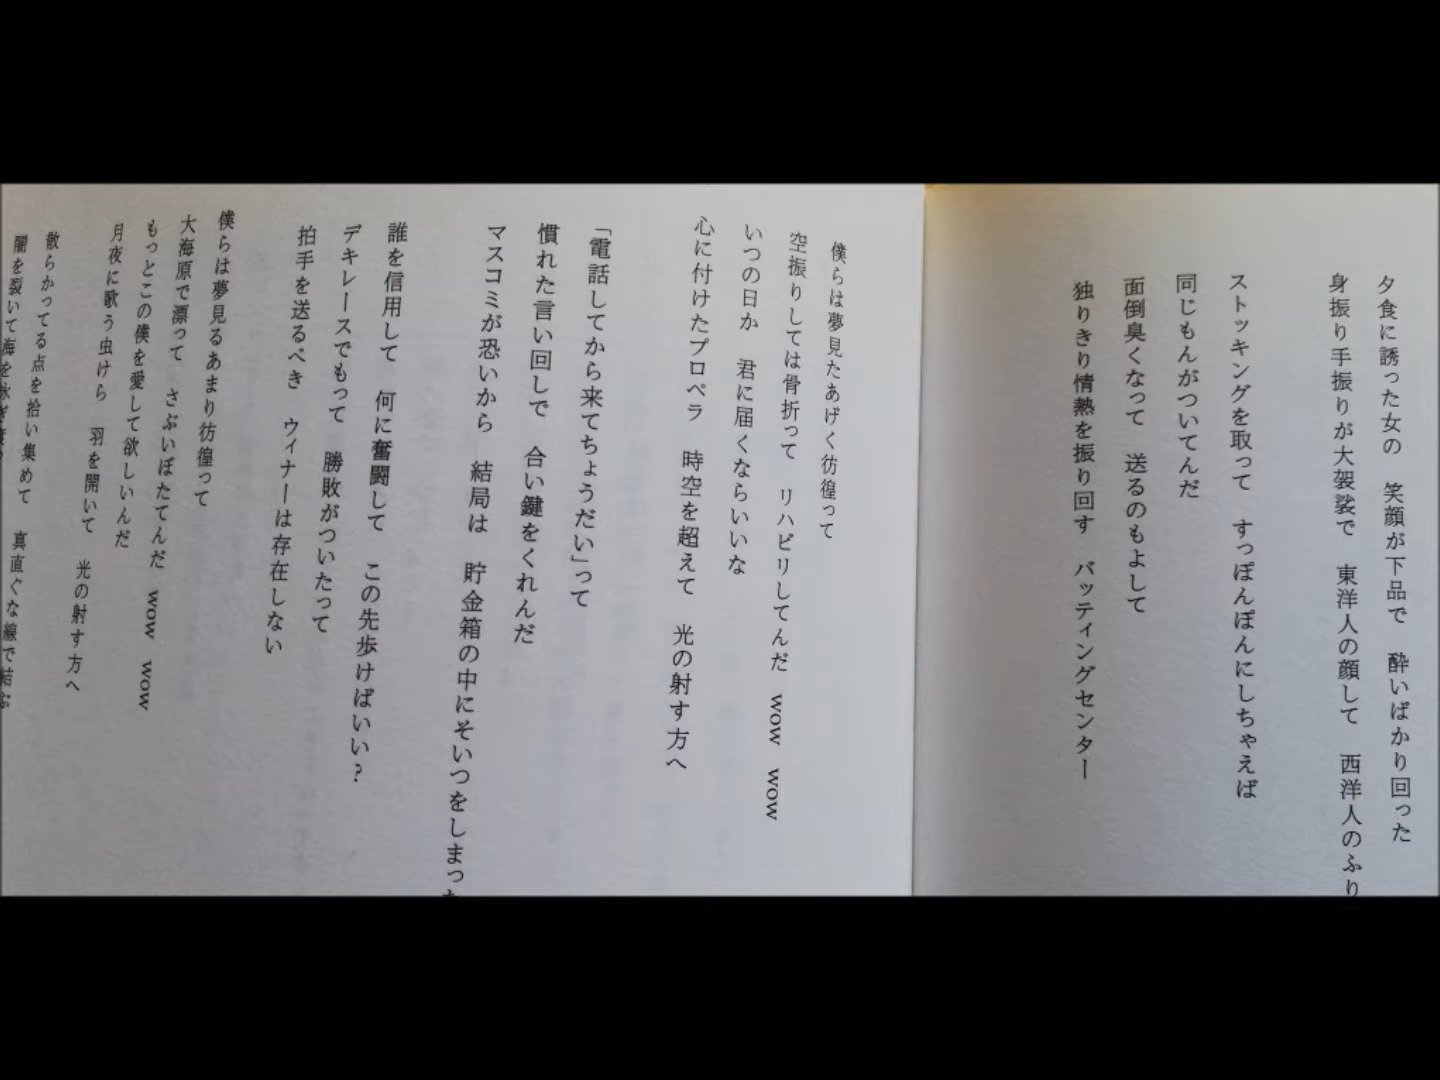 夕食に誘った女の　笑顔が下品で　酔いばかり回った
身振り手振りが大袈裟で　東洋人の顔して　西洋人のふり
ストッキングを取って　すっぽんぽんにしちゃえば
同じもんがついてんだ
面倒臭くなって　送るのもよして
独りきり情熱を振り回す　バッティングセンター
僕らは夢見たあげく彷徨って
空振りしては骨折って　リハビリしてんだ　wow　wow
いつの日か　君に届くならいいな
心に付けたプロペラ　時空を超えて　光の射す方へ
「電話してから来てちょうだい」って
慣れた言い回しで　合い鍵をくれんだ
マスコミが恐いから　結局は　貯金箱の中にそいつをしまった
誰を信用して　何に奮闘して　この先歩けばいい?
デキレースでもって　勝敗がついたって
拍手を送るべき　ウィナーは存在しない
僕らは夢見るあまり彷徨って
大海原で漂って　さぶいぼたてんだ　wow　wow
もっとこの僕を愛して欲しいんだ
月夜に歌う虫けら　羽を開いて　光の射す方へ
散らかってる点を拾い集めて　真直ぐな線で結ぶ
闇を裂いて海を泳ぎ